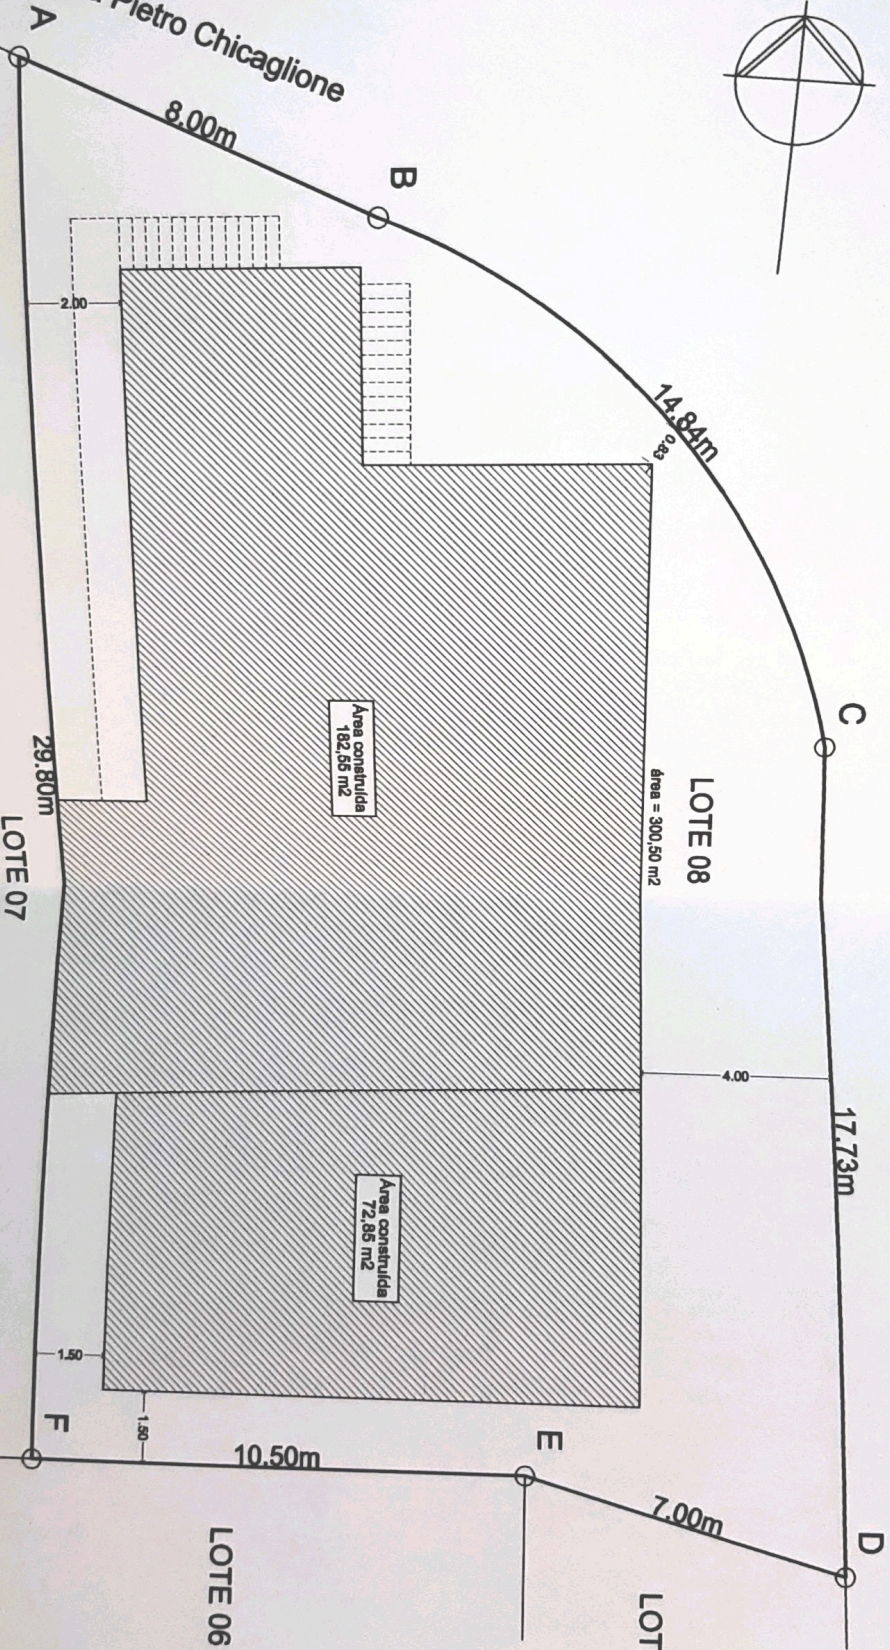 A
Pietro Chicaglione
8.00m
B
14.84m
0.83
2.00
C
LOTE 08
área = 300,50 m2
Área construída
182,55 m2
29.80m
LOTE 07
4.00
17.73m
Área construída
72,85 m2
1.50
1.50
F
10.50m
E
7.00m
D
LOTE 06
LOT